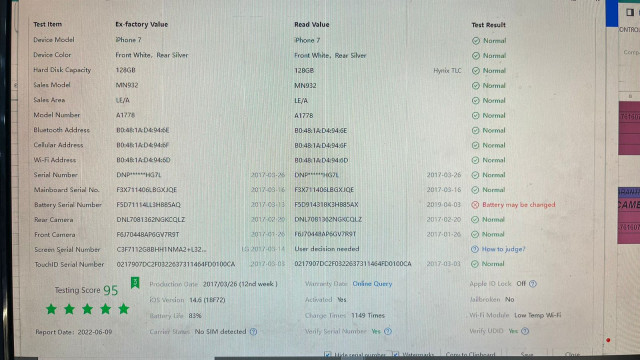 Test Item Ex-factory Value Read Value Test Result
Device Model iPhone 7 iPhone 7 Normal
Device Color Front White, Rear Silver Front White, Rear Silver Normal
Hard Disk Capacity 128GB 128GB Hynix TLC Normal
Sales Model MN932 MN932 Normal
Sales Area LE/A LE/A Normal
Model Number A1778 A1778 Normal
Bluetooth Address B0:48:1A:D4:94:6E B0:48:1A:D4:94:6E Normal
Cellular Address B0:48:1A:D4:94:6F B0:48:1A:D4:94:6F Normal
Wi-Fi Address B0:48:1A:D4:94:6D B0:48:1A:D4:94:6D Normal
Serial Number DNP******HG7L 2017-03-26 DNP******HG7L 2017-03-26 Normal
Mainboard Serial No. F3X711406LBGXJQE 2017-03-16 F3X711406LBGXJQE 2017-03-16 Normal
Battery Serial Number F5D71114LL3H885AQ 2017-03-13 F5D914318K3H885AX 2019-04-03 Battery may be changed
Rear Camera DNL7081362NGKCQLZ 2017-02-20 DNL7081362NGKCQLZ 2017-02-20 Normal
Front Camera F6J70448AP6GV7R9T 2017-01-26 F6J70448AP6GV7R9T 2017-01-26 Normal
Screen Serial Number C3F7112G8BHH1NMA2+L32... LG 2017-03-14 User decision needed How to judge?
TouchID Serial Number 0217907DC2F0322637311464FD0100CA 2017-03-03 0217907DC2F0322637311464FD0100CA 2017-03-03 Normal
Testing Score 95
Production Date 2017/03/26 (12nd week) Warranty Date Online Query Apple ID Lock Off
iOS Version 14.6 (18F72) Activated Yes Jailbroken No
Battery Life 83% Charge Times 1149 Times Wi-Fi Module Low Temp Wi-Fi
Report Date: 2022-06-09 Carrier States No SIM detected Verify Serial Number Yes Verify UDID Yes
Hide serial number Watermarks Copy to Clipboard Save Close